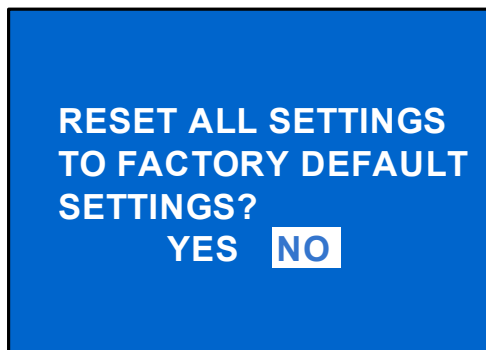 RESET ALL SETTINGS
TO FACTORY DEFAULT
SETTINGS?
YES NO